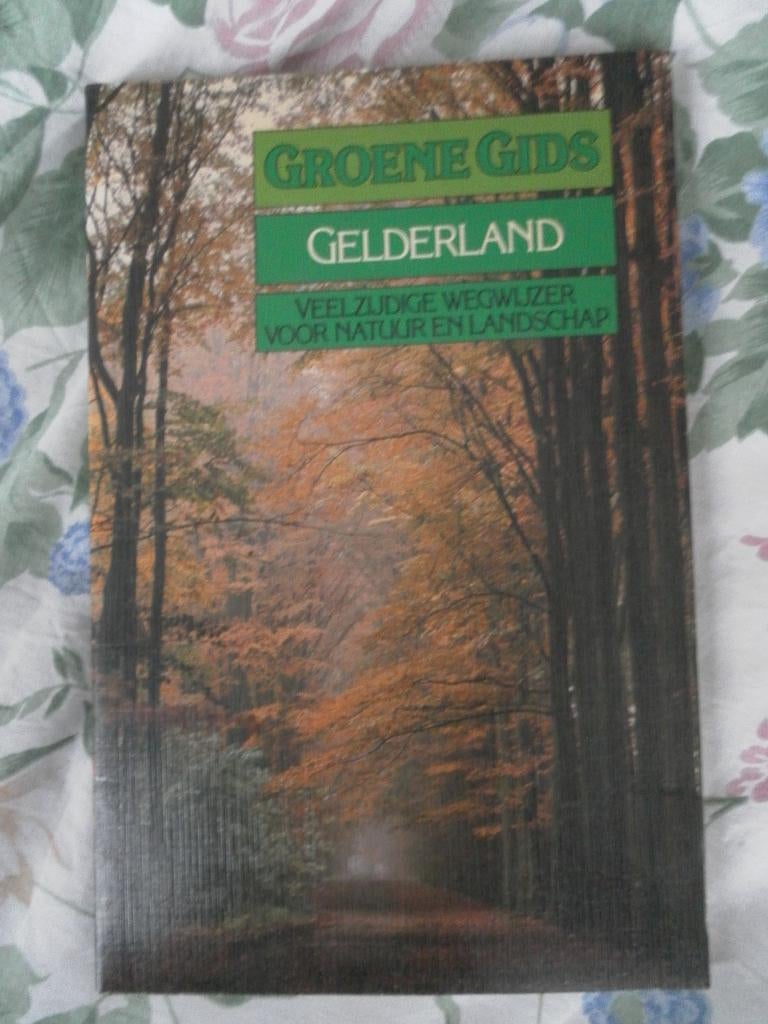 GROENE GIDS
GELDERLAND
VEELZIJDIGE WEGWIJZER
VOOR NATUUR EN LANDSCHAP